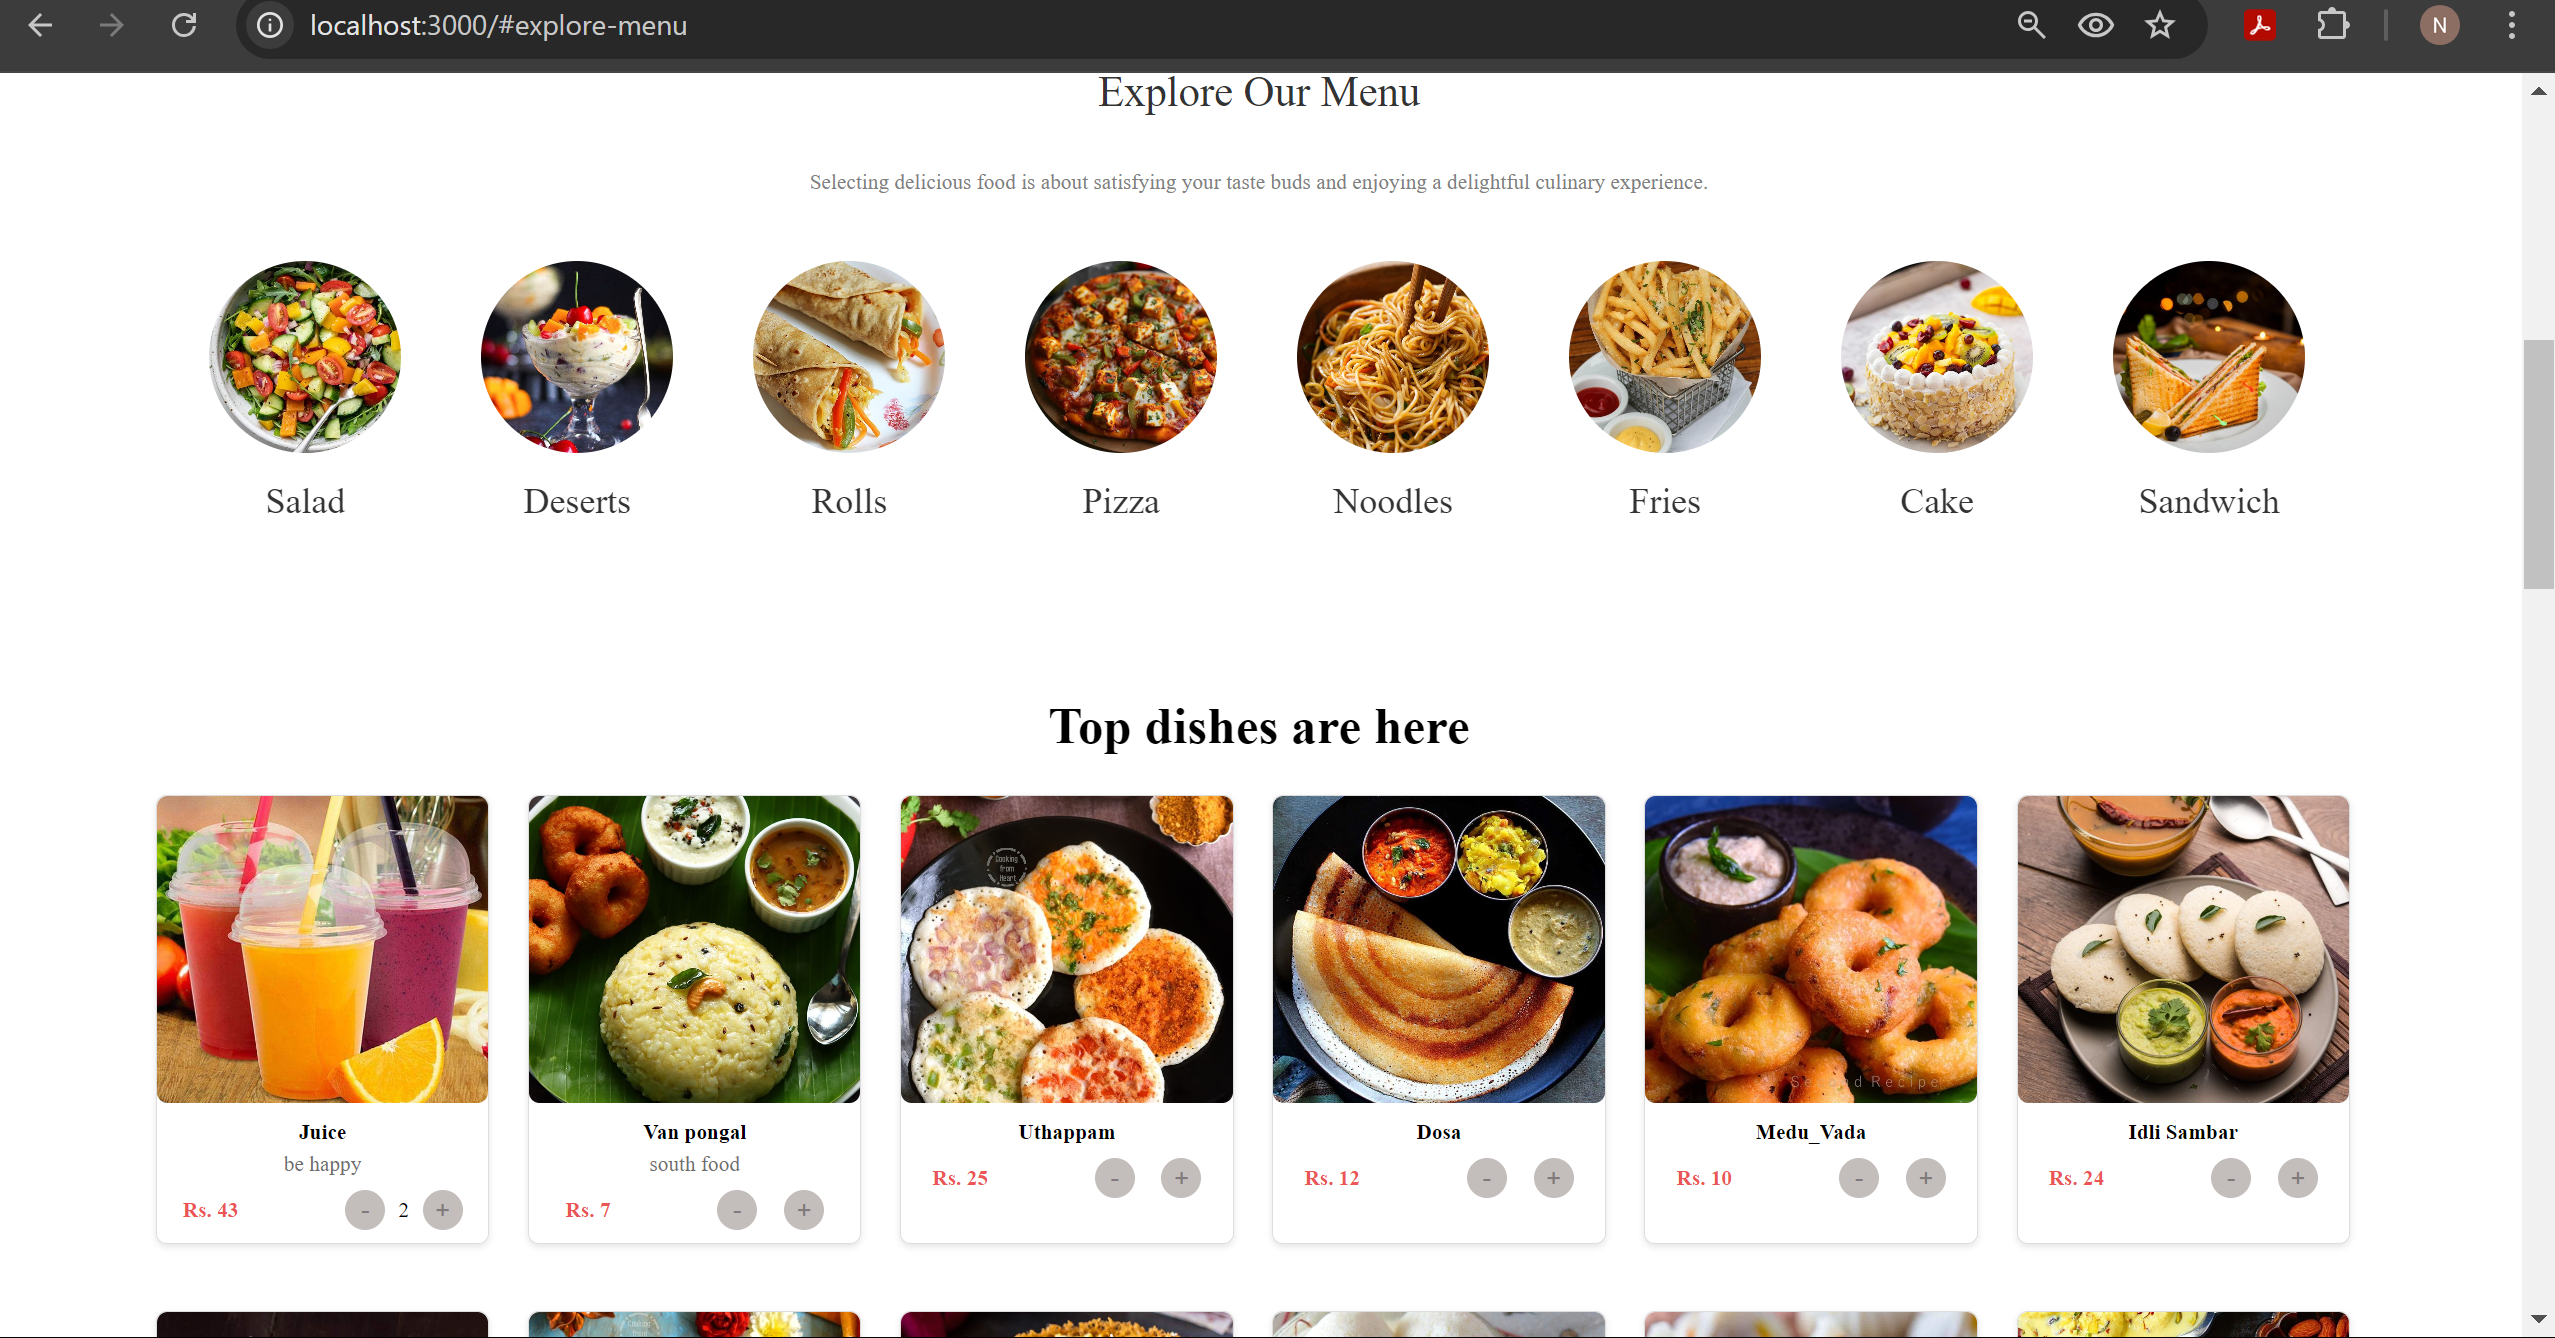 localhost:3000/#explore-menu
N
Explore Our Menu
Selecting delicious food is about satisfying your taste buds and enjoying a delightful culinary experience.
Salad
Deserts
Rolls
Pizza
Noodles
Fries
Cake
Sandwich
Top dishes are here
Cooking
from
Heart
Juice
be happy
Rs. 43
- 2 +
Van pongal
south food
Rs. 7
- +
Uthappam
Rs. 25
- +
Dosa
Rs. 12
- +
Medu_Vada
Rs. 10
- +
Idli Sambar
Rs. 24
- +